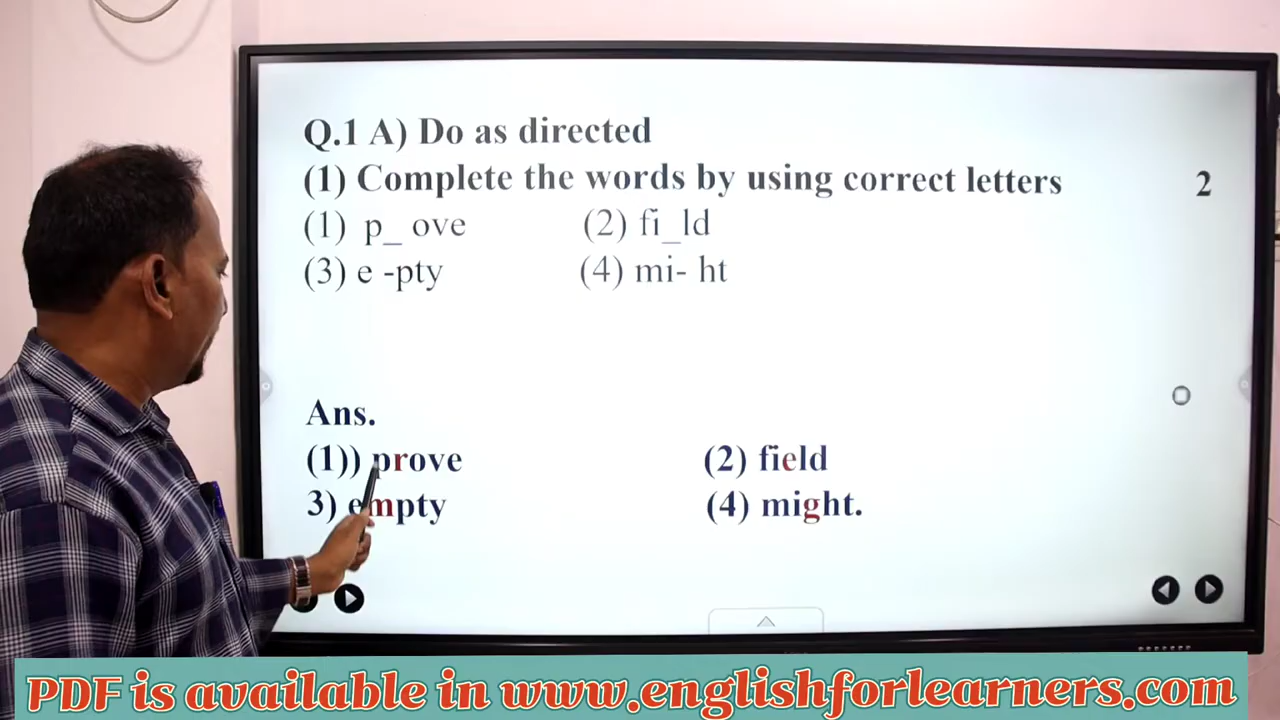 Q.1 A) Do as directed
(1) Complete the words by using correct letters 2
(1) p_ ove (2) fi_ld
(3) e -pty (4) mi- ht
Ans.
(1)) prove (2) field
3) empty (4) might.
PDF is available in www.englishforlearners.com